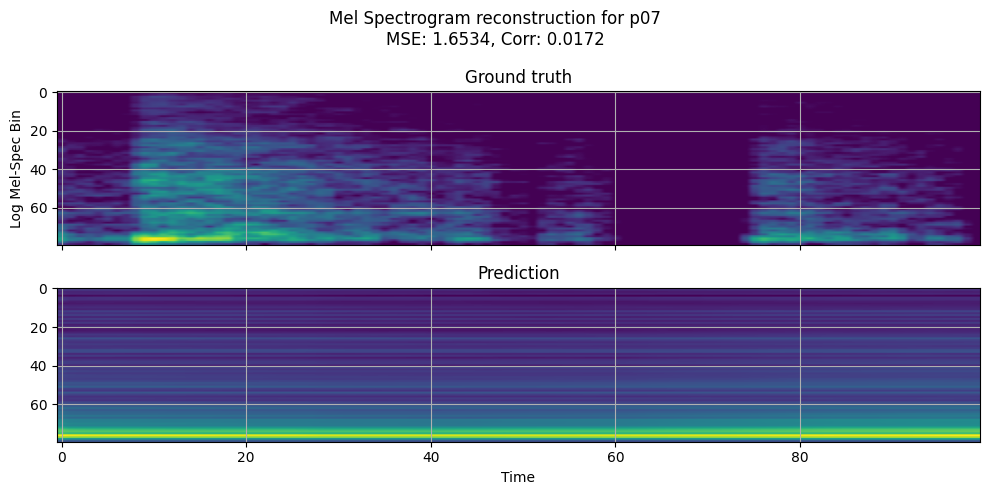 Mel Spectrogram reconstruction for p07
MSE: 1.6534, Corr: 0.0172
Ground truth
Log Mel-Spec Bin
0
20
40
60
Prediction
0
20
40
60
0 20 40 60 80
Time